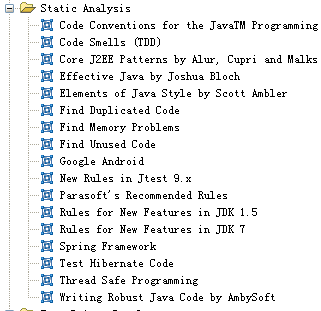 Static Analysis
Code Conventions for the JavaTM Programming
Code Smells (TDD)
Core J2EE Patterns by Alur, Cupri and Malks
Effective Java by Joshua Bloch
Elements of Java Style by Scott Ambler
Find Duplicated Code
Find Memory Problems
Find Unused Code
Google Android
New Rules in Jtest 9.x
Parasoft's Recommended Rules
Rules for New Features in JDK 1.5
Rules for New Features in JDK 7
Spring Framework
Test Hibernate Code
Thread Safe Programming
Writing Robust Java Code by AmbySoft